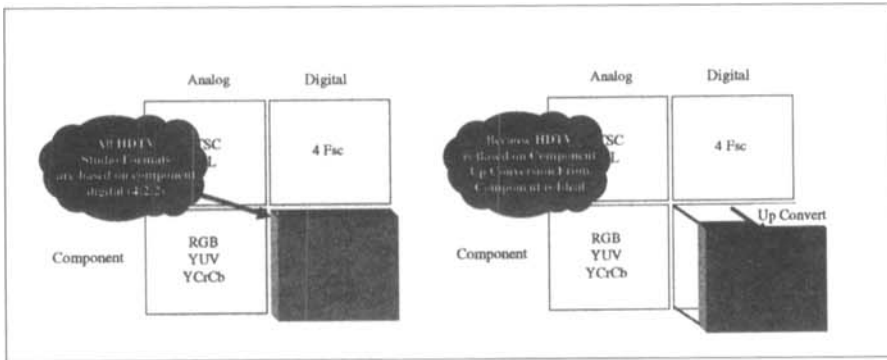 Analog Digital
All HDTV
Studio Formats
are based on component
digital (4:2:2)
TSC
L
4 Fsc
Component
RGB
YUV
YCrCb
Analog Digital
Because HDTV
is Based on Component
Up Conversion From
Component is Ideal
TSC
L
4 Fsc
Up Convert
Component
RGB
YUV
YCrCb